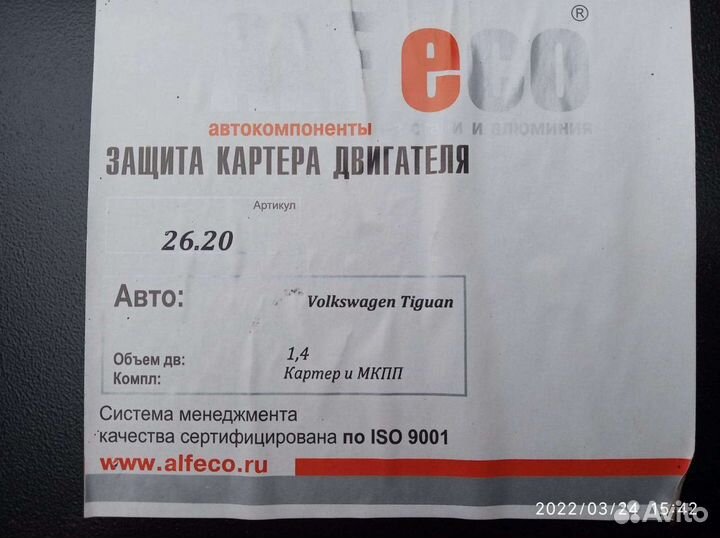 eco ®
автокомпоненты
ЗАЩИТА КАРТЕРА ДВИГАТЕЛЯ
Артикул
26.20
Авто: Volkswagen Tiguan
Объем дв: 1,4
Компл: Картер и МКПП
Система менеджмента
качества сертифицирована по ISO 9001
www.alfeco.ru
2022/03/24 15:42
Avito